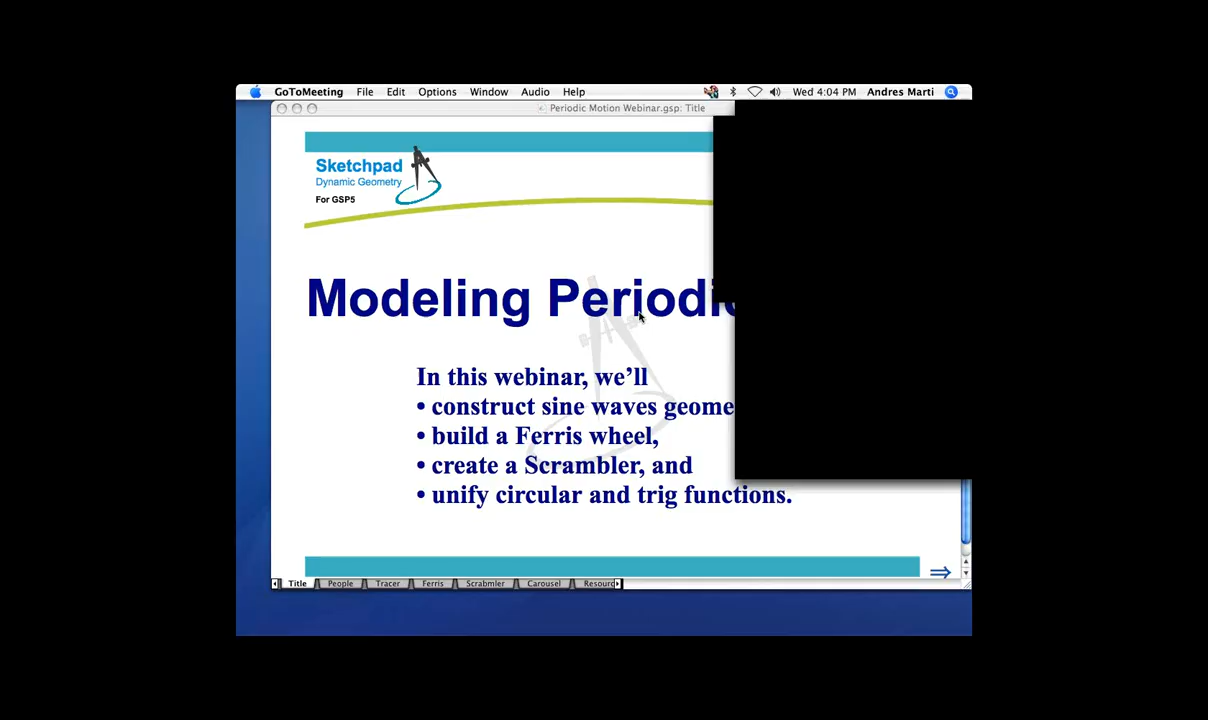 GoToMeeting File Edit Options Window Audio Help Wed 4:04 PM Andres Marti
Periodic Motion Webinar.gsp: Title
Sketchpad
Dynamic Geometry
For GSP5
Modeling Periodic
In this webinar, we’ll
• construct sine waves geome
• build a Ferris wheel,
• create a Scrambler, and
• unify circular and trig functions.
Title People Tracer Ferris Scrabmler Carousel Resourc